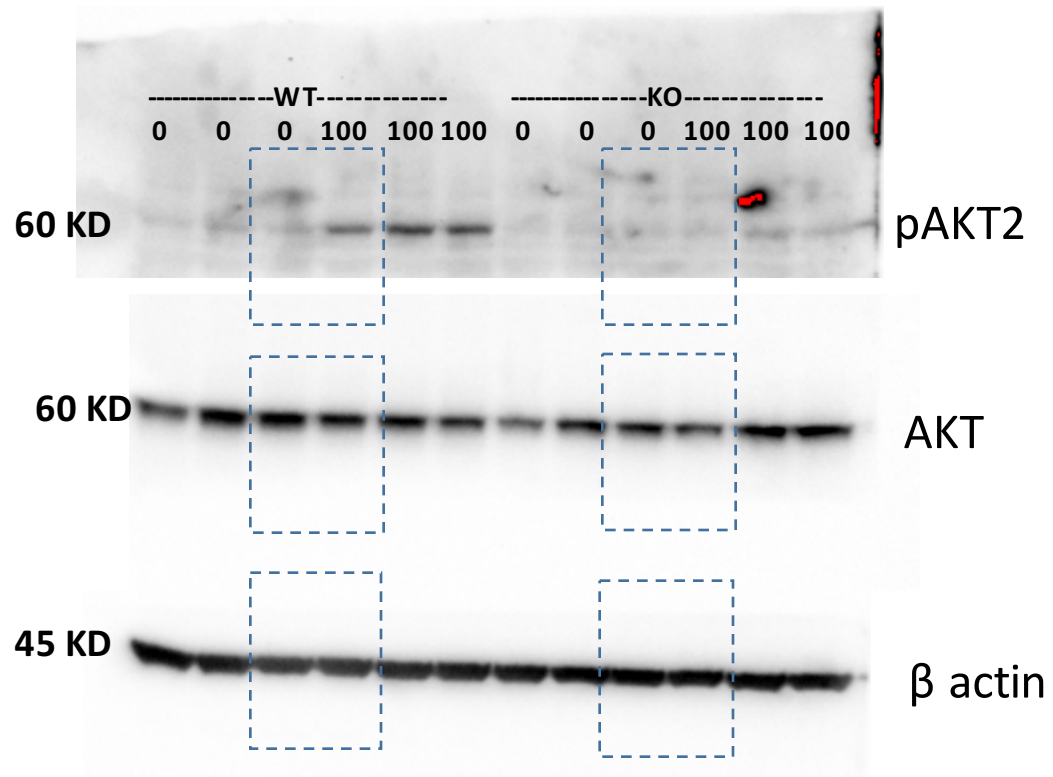 ---------------WT---------------
---------------KO---------------
0 0 0 100 100 100 0 0 0 100 100 100
60 KD
pAKT2
60 KD
AKT
45 KD
β actin